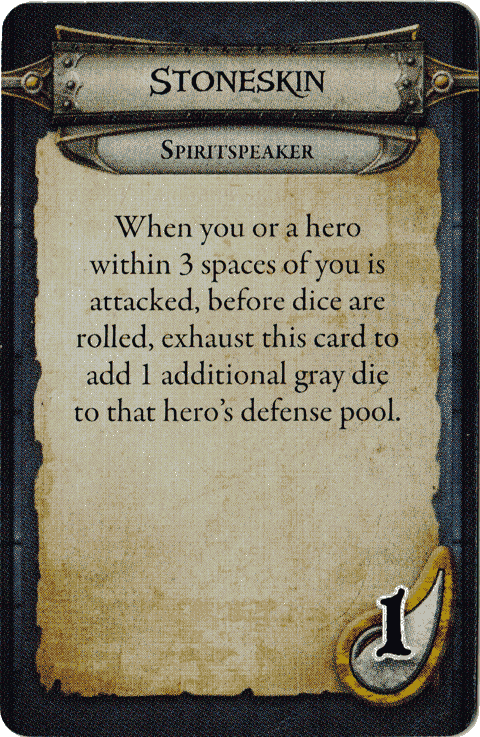 Stoneskin
Spiritspeaker
When you or a hero
within 3 spaces of you is
attacked, before dice are
rolled, exhaust this card to
add 1 additional gray die
to that hero's defense pool.
1